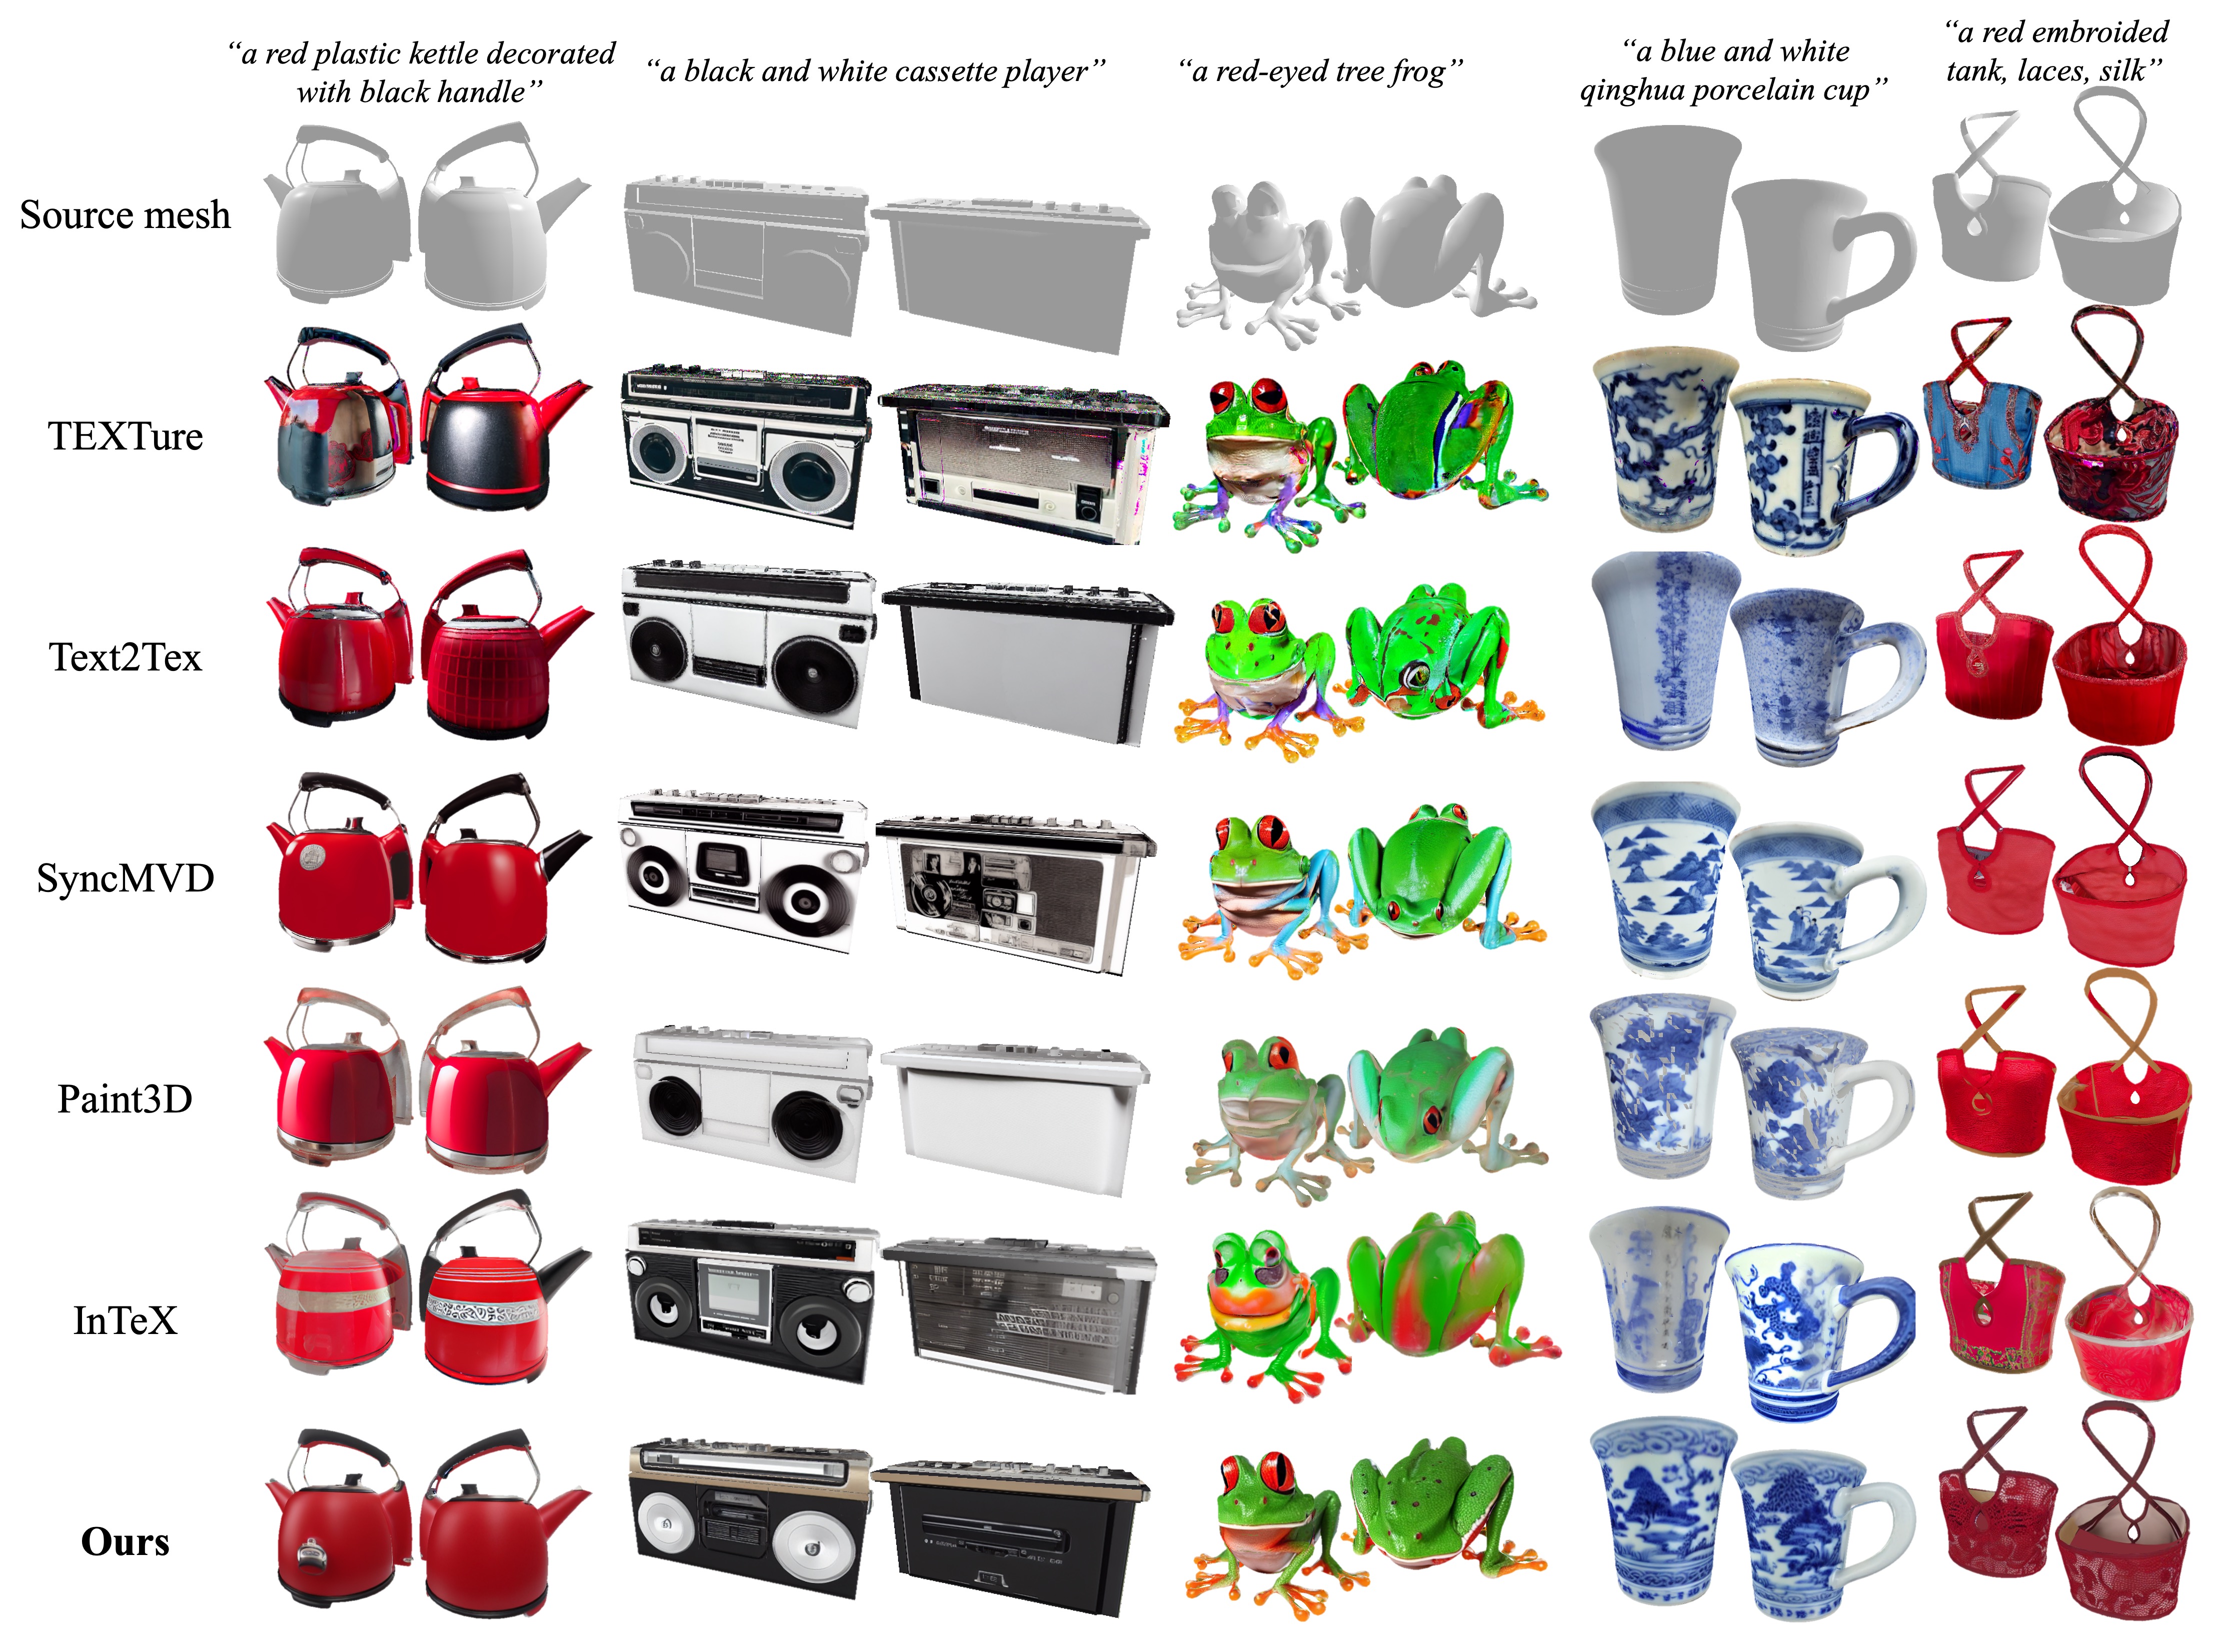 “a red plastic kettle decorated
with black handle”
“a black and white cassette player”
“a red-eyed tree frog”
“a blue and white
qinghua porcelain cup”
“a red embroided
tank, laces, silk”
Source mesh
TEXTure
Text2Tex
SyncMVD
Paint3D
InTeX
Ours